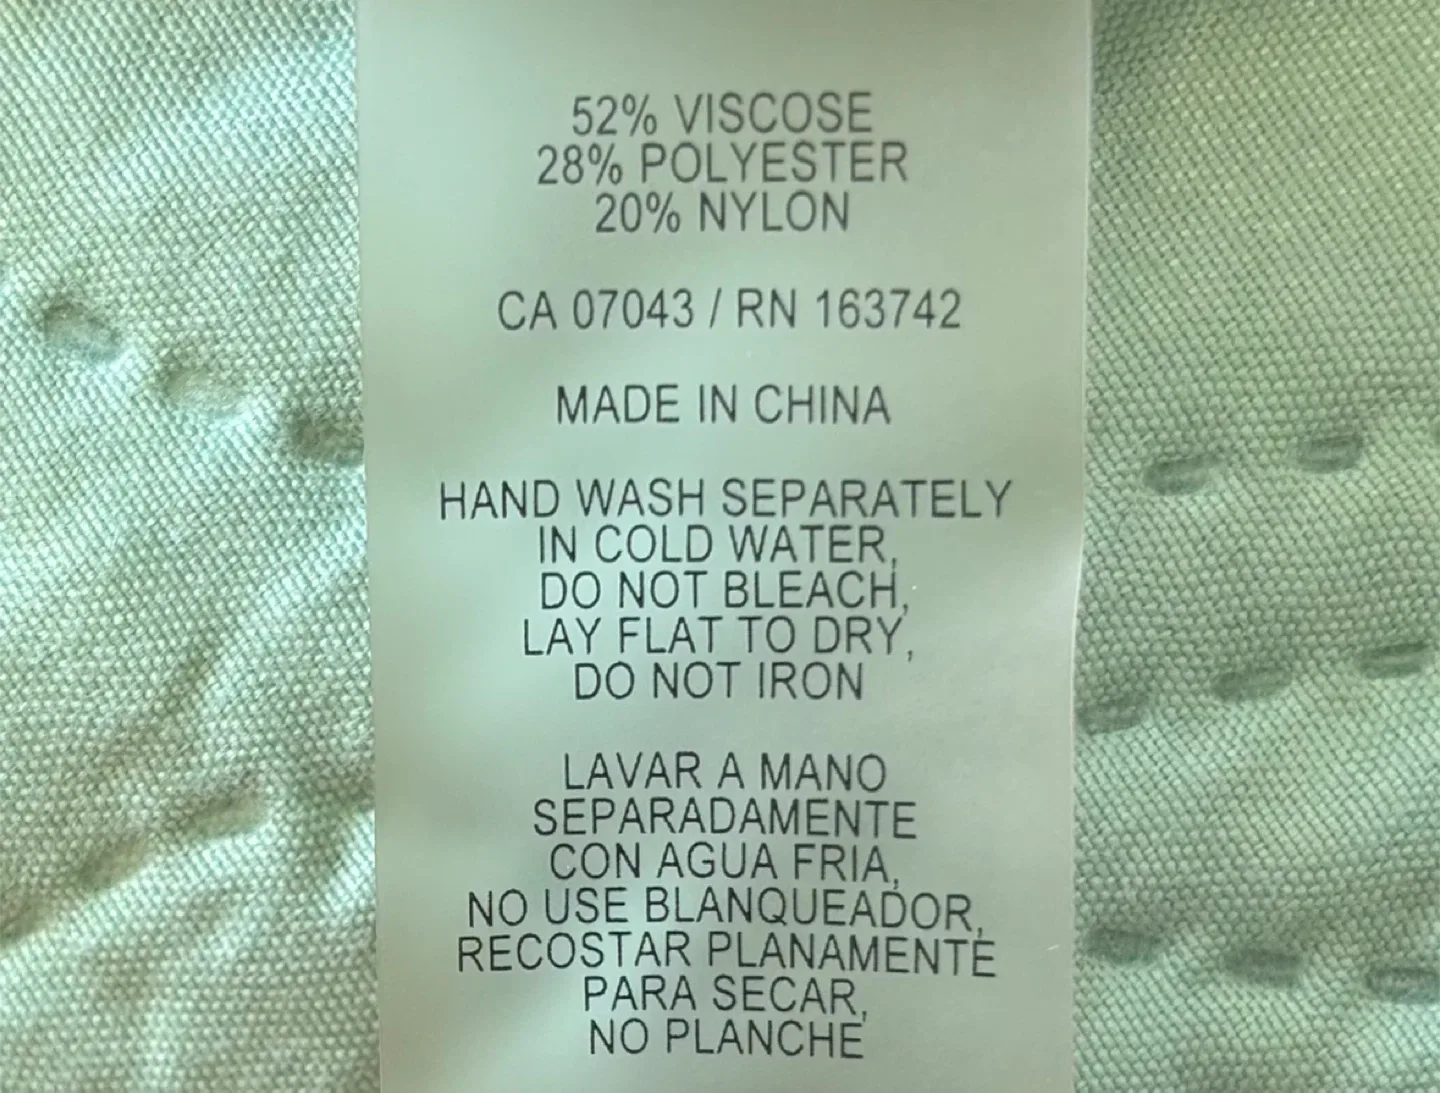 52% VISCOSE
28% POLYESTER
20% NYLON
CA 07043 / RN 163742
MADE IN CHINA
HAND WASH SEPARATELY
IN COLD WATER,
DO NOT BLEACH,
LAY FLAT TO DRY,
DO NOT IRON
LAVAR A MANO
SEPARADAMENTE
CON AGUA FRIA,
NO USE BLANQUEADOR,
RECOSTAR PLANAMENTE
PARA SECAR,
NO PLANCHE